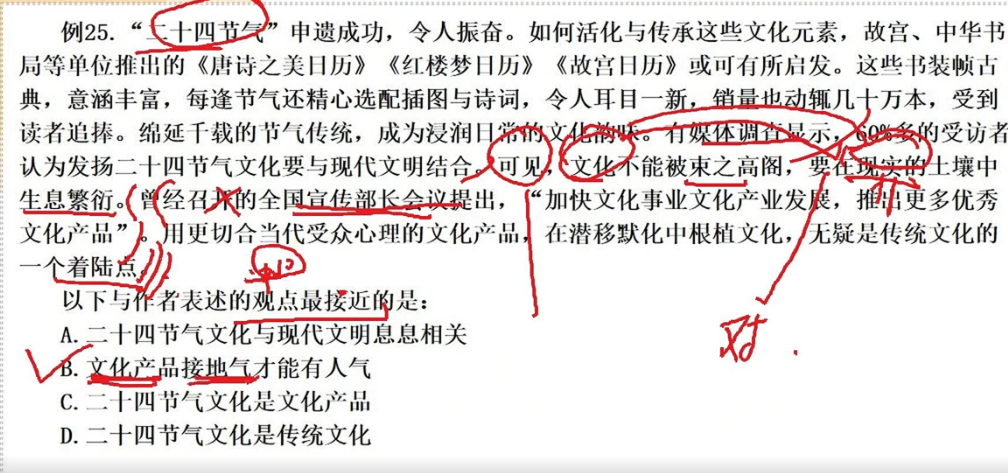 例25.“二十四节气”申遗成功，令人振奋。如何活化与传承这些文化元素，故宫、中华书
局等单位推出的《唐诗之美日历》《红楼梦日历》《故宫日历》或可有所启发。这些书装帧古
典，意涵丰富，每逢节气还精心选配插图与诗词，令人耳目一新，销量也动辄几十万本，受到
读者追捧。绵延千载的节气传统，成为浸润日常的文化韵味。有媒体调查显示，60%多的受访者
认为发扬二十四节气文化要与现代文明结合。可见，文化不能被束之高阁，要在现实的土壤中
生息繁衍。曾经召开的全国宣传部长会议提出，“加快文化事业文化产业发展，推出更多优秀
文化产品”。用更切合当代受众心理的文化产品，在潜移默化中根植文化，无疑是传统文化的
一个着陆点。
以下与作者表述的观点最接近的是：
A.二十四节气文化与现代文明息息相关
B.文化产品接地气才能有人气
C.二十四节气文化是文化产品
D.二十四节气文化是传统文化
对.